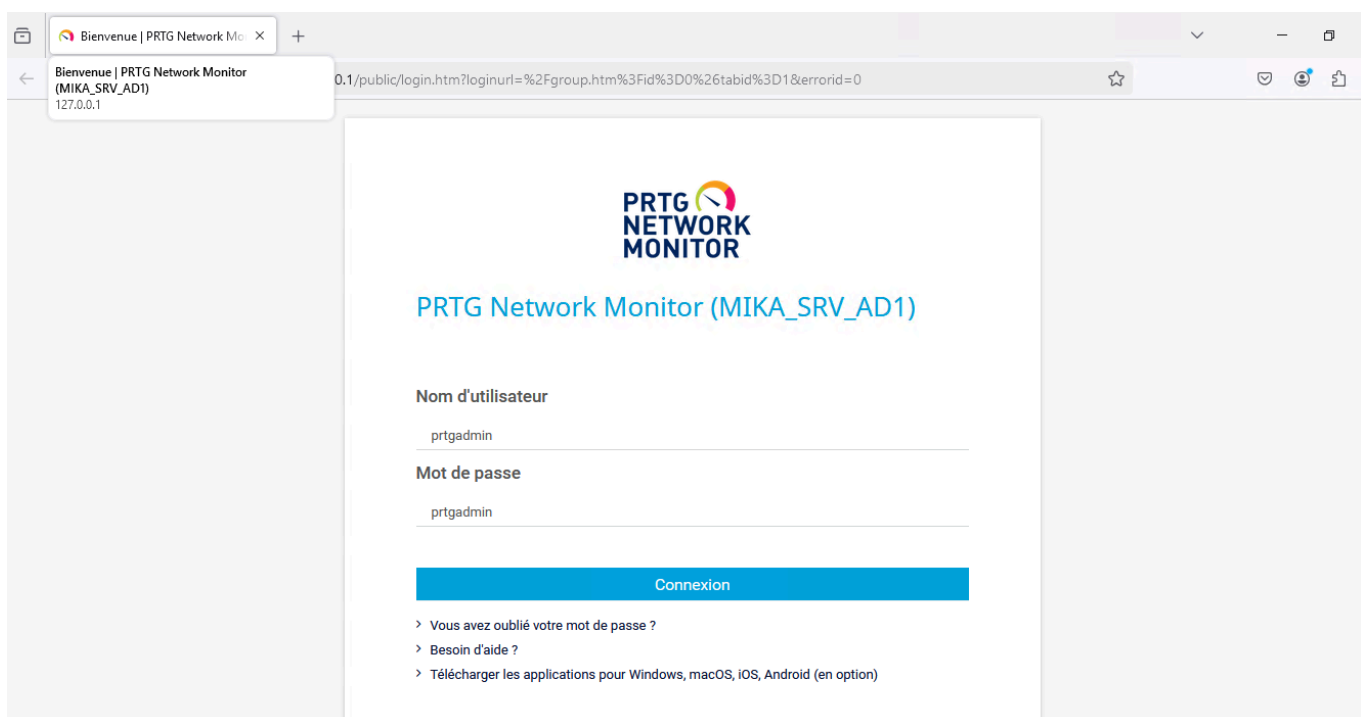 Bienvenue | PRTG Network Mo
Bienvenue | PRTG Network Monitor
(MIKA_SRV_AD1)
127.0.0.1
0.1/public/login.htm?loginurl=%2Fgroup.htm%3Fid%3D0%26tabid%3D1&errorid=0
PRTG
NETWORK
MONITOR
PRTG Network Monitor (MIKA_SRV_AD1)
Nom d'utilisateur
prtgadmin
Mot de passe
prtgadmin
Connexion
Vous avez oublié votre mot de passe ?
Besoin d'aide ?
Télécharger les applications pour Windows, macOS, iOS, Android (en option)